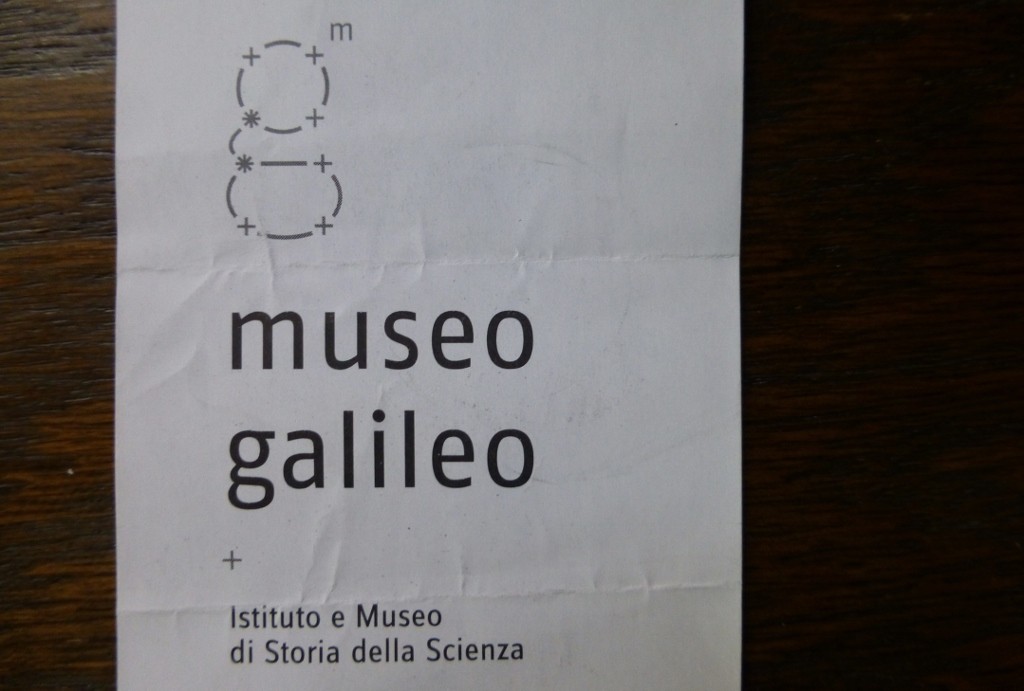 m
museo
galileo
+
Istituto e Museo
di Storia della Scienza